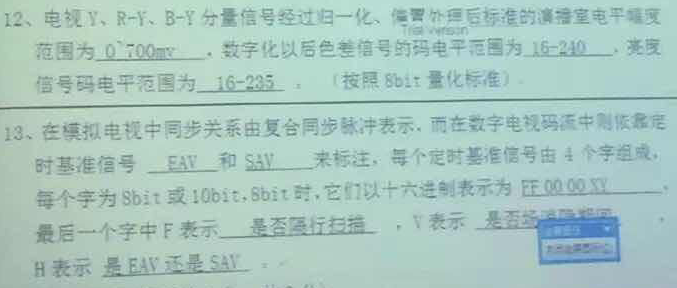 12、电视 Y、R-Y、B-Y 分量信号经过归一化、偏置处理后标准的演播室电平幅度
Trial version
范围为 0~700mv ，数字化以后色差信号的码电平范围为 16-240 ，亮度
信号码电平范围为 16-235 。（按照 8bit 量化标准）
13、在模拟电视中同步关系由复合同步脉冲表示，而在数字电视码流中则依靠定
时基准信号 EAV 和 SAV 来标注，每个定时基准信号由 4 个字组成，
每个字为 8bit 或 10bit，8bit 时，它们以十六进制表示为 FF 00 00 XY ，
最后一个字中 F 表示 是否隔行扫描 ，V 表示 是否场消隐期间 ，
H 表示 是 EAV 还是 SAV 。